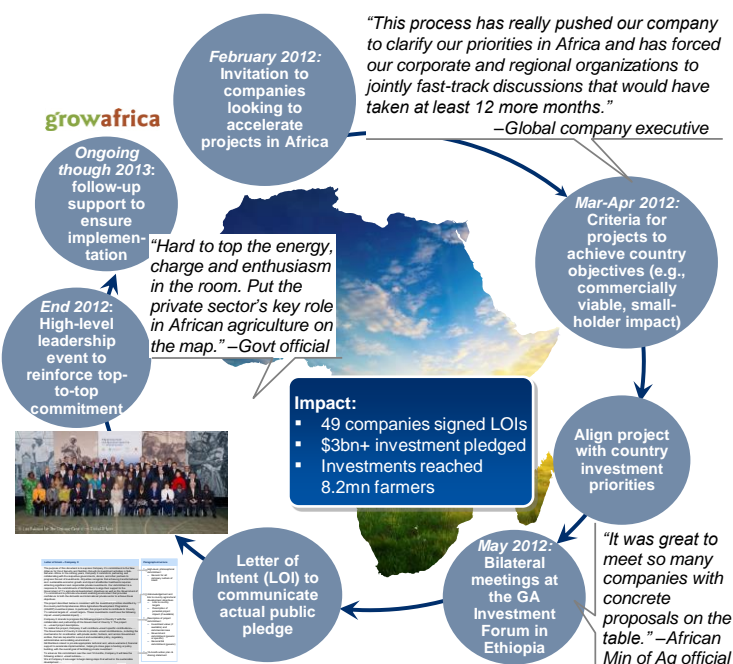 growafrica
February 2012:
Invitation to
companies
looking to
accelerate
projects in Africa
“This process has really pushed our company
to clarify our priorities in Africa and has forced
our corporate and regional organizations to
jointly fast-track discussions that would have
taken at least 12 more months.”
–Global company executive
Mar-Apr 2012:
Criteria for
projects to
achieve country
objectives (e.g.,
commercially
viable, small-
holder impact)
Align project
with country
investment
priorities
May 2012:
Bilateral
meetings at
the GA
Investment
Forum in
Ethiopia
“It was great to
meet so many
companies with
concrete
proposals on the
table.” –African
Min of Ag official
Letter of
Intent (LOI) to
communicate
actual public
pledge
End 2012:
High-level
leadership
event to
reinforce top-
to-top
commitment
Ongoing
though 2013:
follow-up
support to
ensure
implemen-
tation
“Hard to top the energy,
charge and enthusiasm
in the room. Put the
private sector’s key role
in African agriculture on
the map.” –Govt official
Impact:
▪ 49 companies signed LOIs
▪ $3bn+ investment pledged
▪ Investments reached
8.2mn farmers